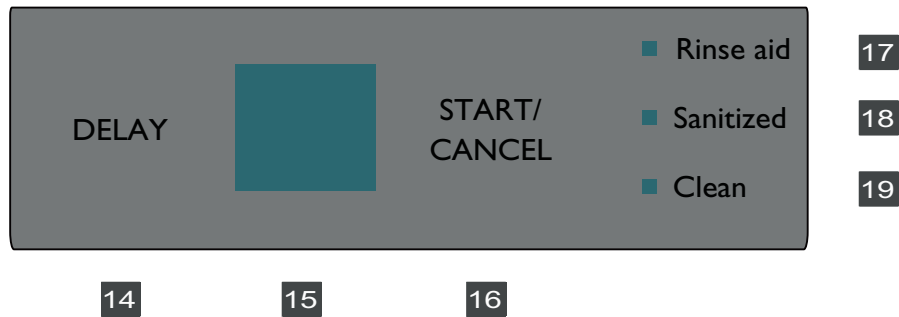 Rinse aid 17
DELAY START/ Sanitized 18
CANCEL
Clean 19
14 15 16